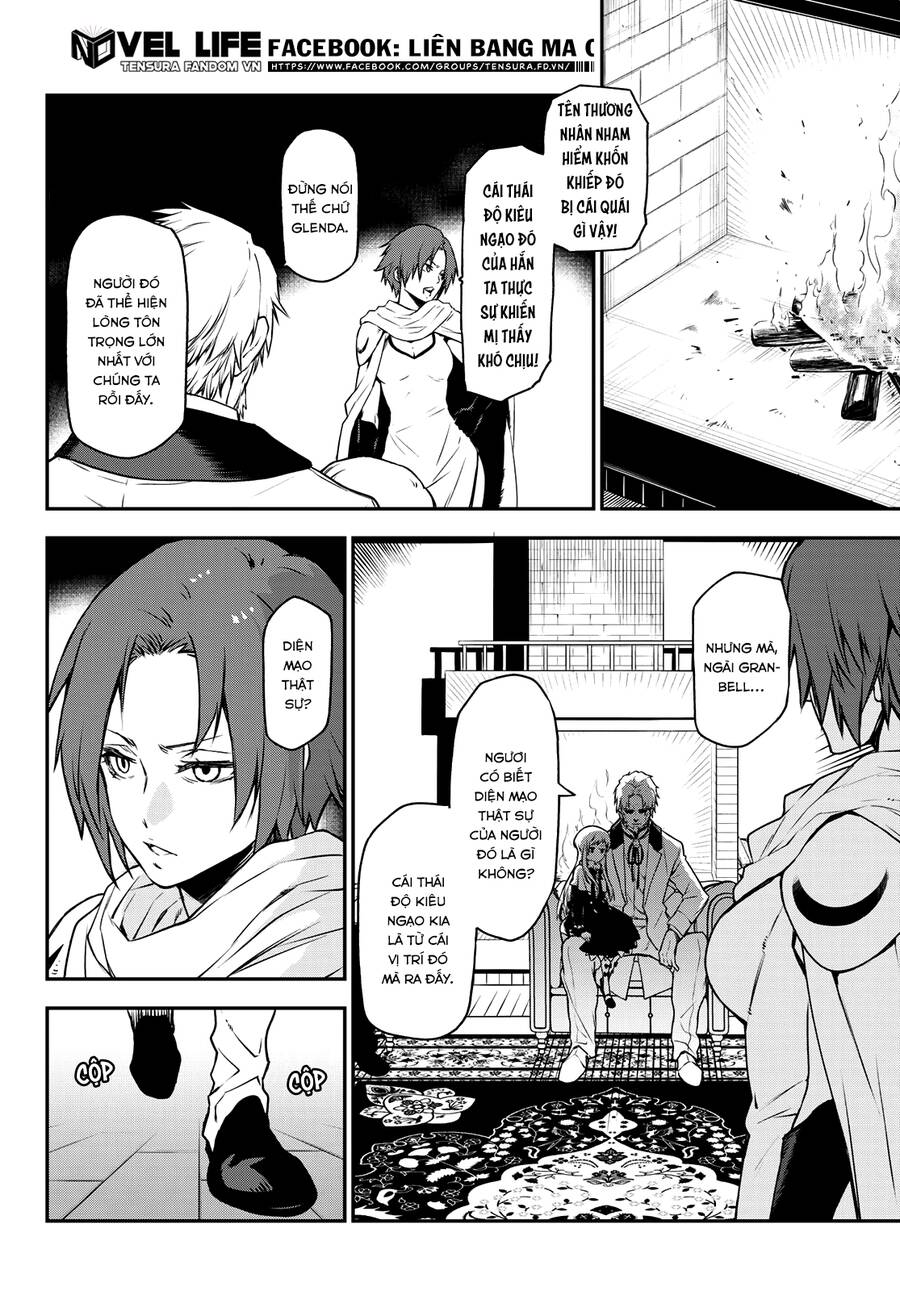 NOVEL LIFE
TENSURA FANDOM VN
FACEBOOK: LIÊN BANG MA
HTTPS://WWW.FACEBOOK.COM/GROUPS/TENSURA.FD.VN/
TÊN THƯƠNG
NHÂN NHAM
HIỂM KHỐN
KHIẾP ĐÓ
BỊ CÁI QUÁI
GÌ VẬY!
CÁI THÁI
ĐỘ KIÊU
NGẠO ĐÓ
CỦA HẮN
TA THỰC
SỰ KHIẾN
MỊ THẤY
KHÓ CHỊU!
ĐỪNG NÓI
THẾ CHỨ
GLENDA.
NGƯỜI ĐÓ
ĐÃ THỂ HIỆN
LÒNG TÔN
TRỌNG LỚN
NHẤT VỚI
CHÚNG TA
RỒI ĐẤY.
NHƯNG MÀ,
NGÀI GRAN-
BELL...
NGƯƠI
CÓ BIẾT
DIỆN MẠO
THẬT SỰ
CỦA NGƯỜI
ĐÓ LÀ GÌ
KHÔNG?
CÁI THÁI
ĐỘ KIÊU
NGẠO KIA
LÀ TỪ CÁI
VỊ TRÍ ĐÓ
MÀ RA ĐẤY.
DIỆN
MẠO
THẬT
SỰ?
CỘP
CỘP